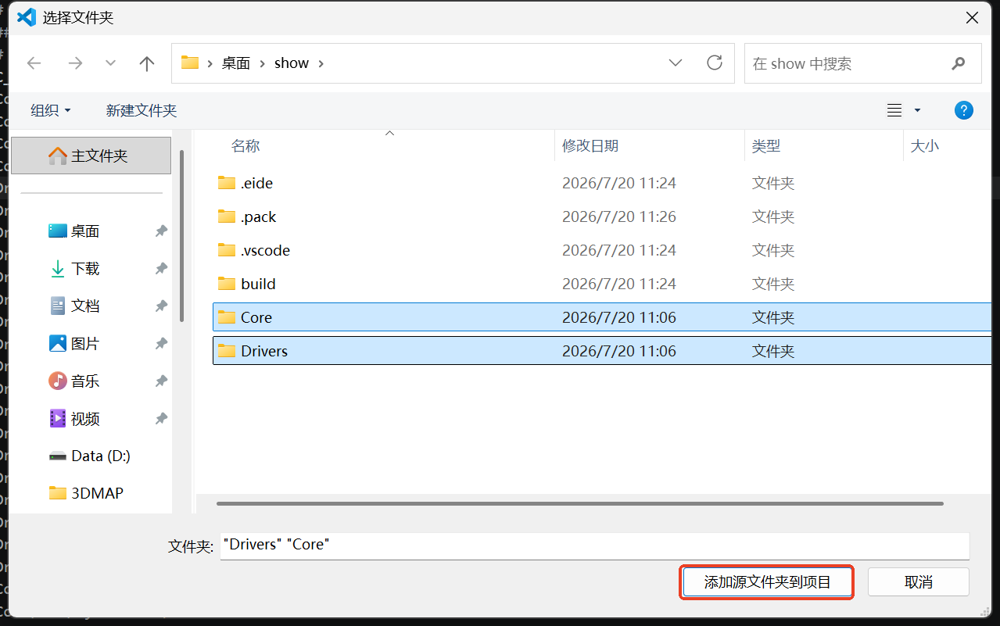 选择文件夹
桌面 show
在 show 中搜索
组织 新建文件夹
主文件夹
桌面
下载
文档
图片
音乐
视频
Data (D:)
3DMAP
名称 修改日期 类型 大小
.eide 2026/7/20 11:24 文件夹
.pack 2026/7/20 11:26 文件夹
.vscode 2026/7/20 11:24 文件夹
build 2026/7/20 11:24 文件夹
Core 2026/7/20 11:06 文件夹
Drivers 2026/7/20 11:06 文件夹
文件夹: "Drivers" "Core"
添加源文件夹到项目 取消